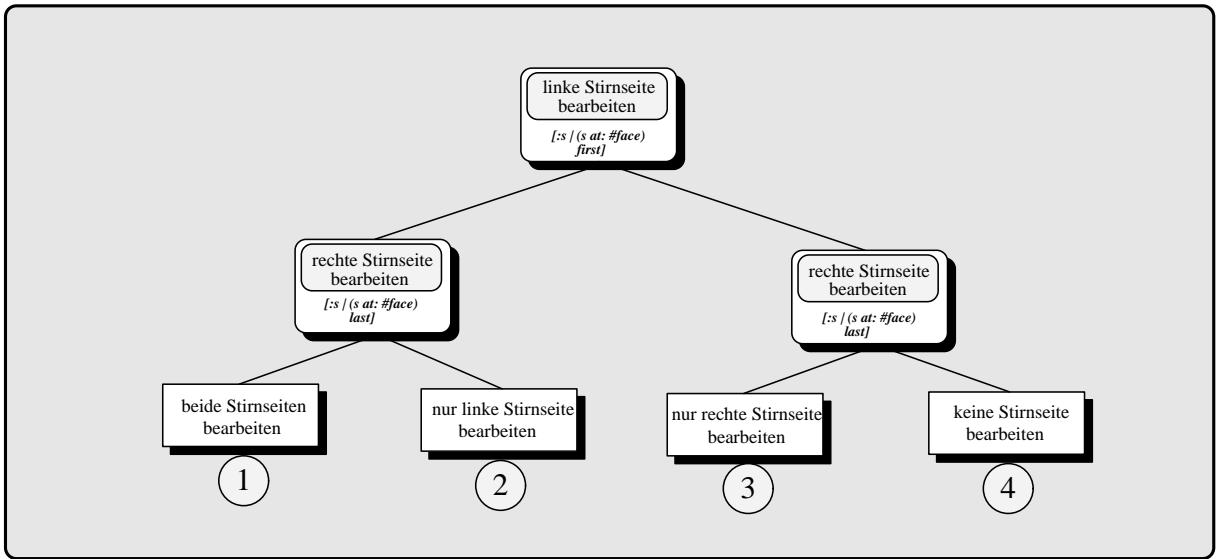 linke Stirnseite
bearbeiten
[:s | (s at: #face)
first]
rechte Stirnseite
bearbeiten
[:s | (s at: #face)
last]
rechte Stirnseite
bearbeiten
[:s | (s at: #face)
last]
beide Stirnseiten
bearbeiten
1
nur linke Stirnseite
bearbeiten
2
nur rechte Stirnseite
bearbeiten
3
keine Stirnseite
bearbeiten
4